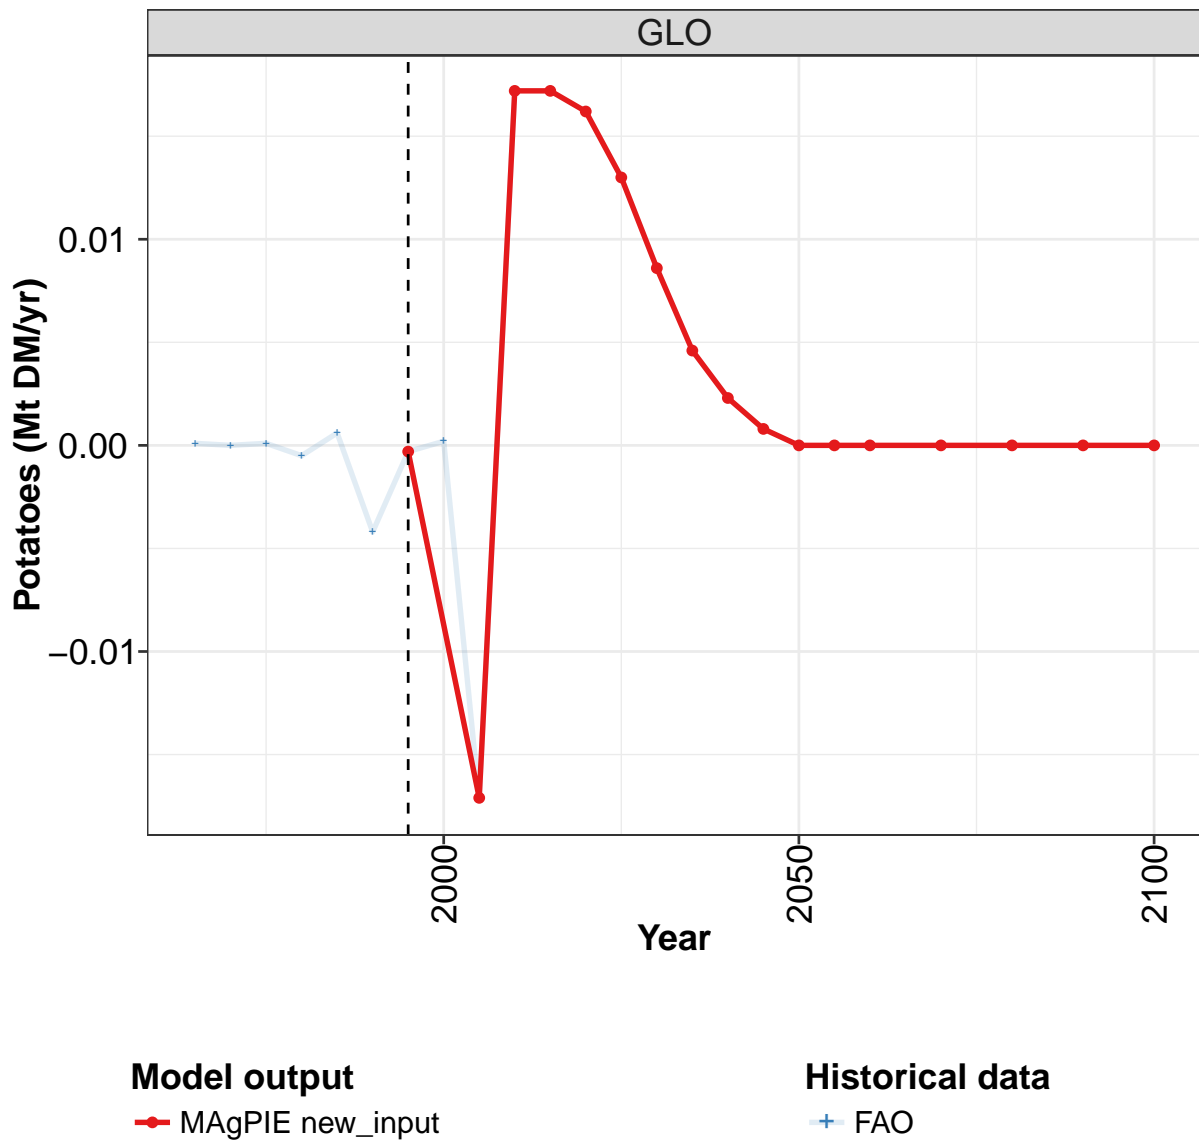 GLO
Potatoes (Mt DM/yr)
0.01
0.00
−0.01
2000
2050
2100
Year
Model output
MAgPIE new_input
Historical data
FAO